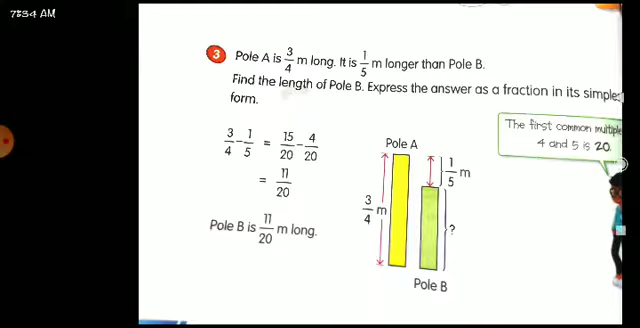 7:34 AM
3 Pole A is 3/4 m long. It is 1/5 m longer than Pole B.
Find the length of Pole B. Express the answer as a fraction in its
form.
3/4 - 1/5 = 15/20 - 4/20
= 11/20
Pole B is 11/20 m long.
Pole A
1/5 m
3/4 m
?
Pole B
The first common multiple
4 and 5 is 20.